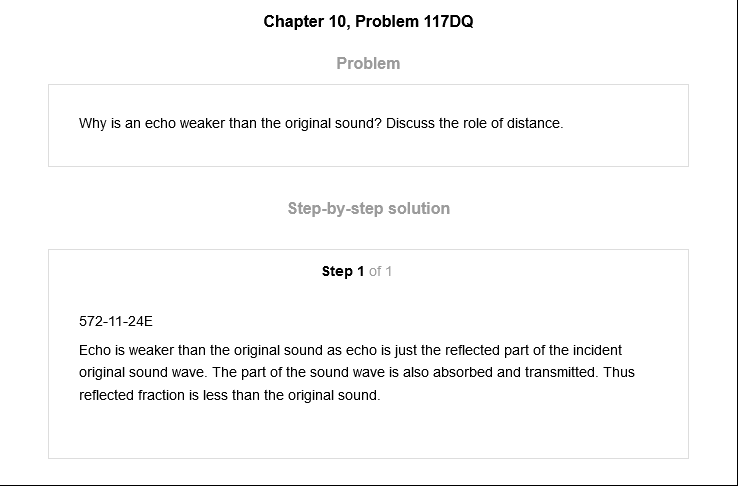 Chapter 10, Problem 117DQ
Problem
Why is an echo weaker than the original sound? Discuss the role of distance.
Step-by-step solution
Step 1 of 1
572-11-24E
Echo is weaker than the original sound as echo is just the reflected part of the incident
original sound wave. The part of the sound wave is also absorbed and transmitted. Thus
reflected fraction is less than the original sound.